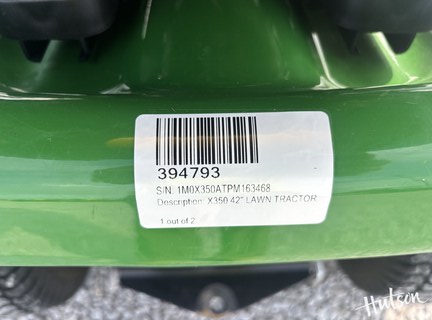 394793
S/N: 1M0X350ATPM163468
Description: X350 42" LAWN TRACTOR
1 out of 2
Hutson